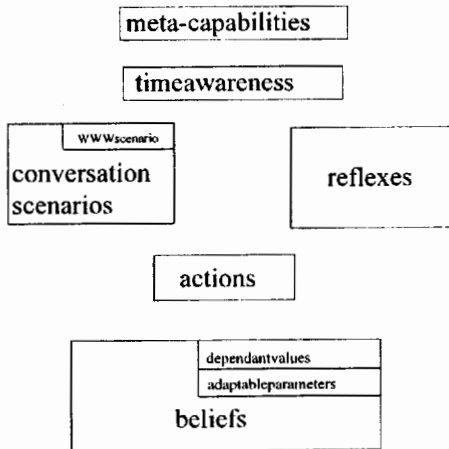 meta-capabilities
timeawareness
WWWscenario
conversation
scenarios
reflexes
actions
dependantvalues
adaptableparameters
beliefs